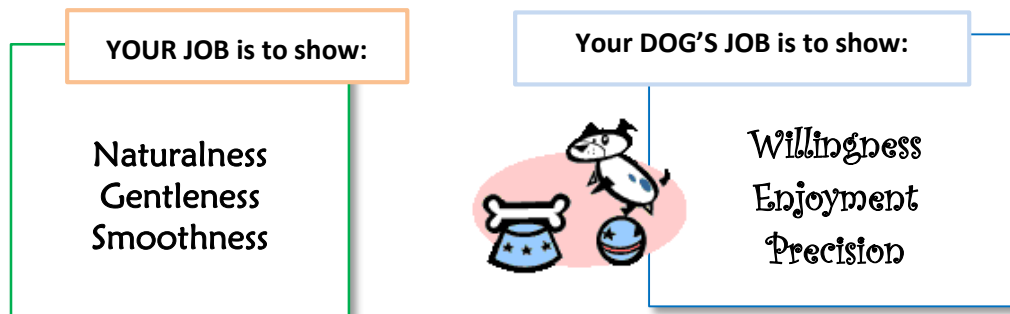 YOUR JOB is to show:
Naturalness
Gentleness
Smoothness
Your DOG’S JOB is to show:
Willingness
Enjoyment
Precision